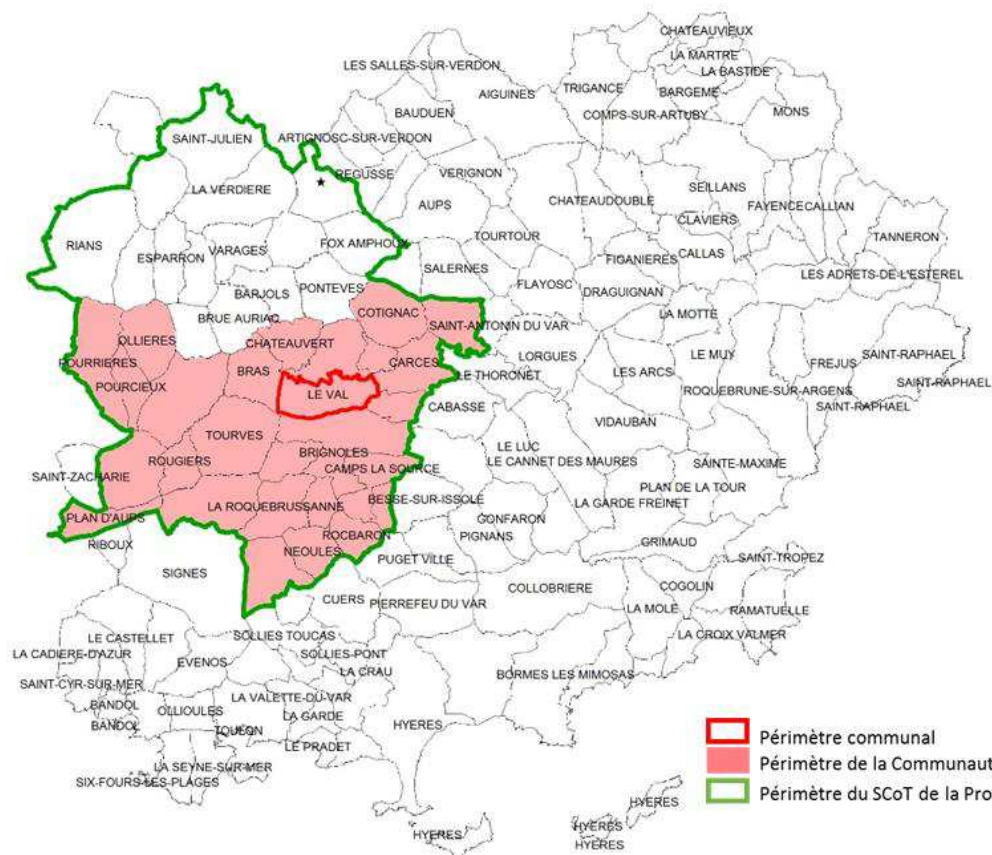 CHATEAUVIEUX
LA MARTRE
LES SALLES-SUR-VERDON
LA BASTIDE
TRIGANCE
BARGEME
AIGUINES
BAUDUEN
COMPS-SUR-ARTUBY
MONS
SAINT-JULIEN
ARTIGNOSC-SUR-VERDON
REGUSSE
VERIGNON
LA VERDIERE
SEILLANS
CHATEAUDOUBLE
AUPS
FAYENCE
CALLIAN
CLAVIERS
TOURTOUR
TANNERON
RIANS
FOX AMPHOUX
VARAGES
CALLAS
ESPARRON
FIGANIERES
SALERNES
LES ADRETS-DE-L'ESTEREL
PONTEVES
FLAYOSC
DRAGUIGNAN
BARJOLS
COTIGNAC
LA MOTTE
BRUE AURIAC
SAINT-ANTONIN DU VAR
OLLIERES
CHATEAUVERT
LE MUY
LORGUES
SAINT-RAPHAEL
POURRIERES
CARCES
FREJUS
BRAS
LES ARCS
LE THORONET
POURCIEUX
SAINT-RAPHAEL
ROQUEBRUNE-SUR-ARGENS
LE VAL
SAINT-RAPHAEL
CABASSE
VIDAUBAN
TOURVES
LE LUC
BRIGNOLES
ROUGIERS
LE CANNET DES MAURES
SAINTE-MAXIME
CAMPS LA SOURCE
SAINT-ZACHARIE
PLAN DE LA TOUR
BESSE-SUR-ISSOLE
LA GARDE FREINET
LA ROQUEBRUSSANNE
PLAN D'AUPS
GONFARON
ROCBARON
PIGNANS
RIBOUX
GRIMAUD
NEOULES
PUGET VILLE
SAINT-TROPEZ
SIGNES
COLLOBRIERE
COGOLIN
CUERS
PIERREFEU DU VAR
LA MOLE
RAMATUELLE
LE CASTELLET
SOLLIES TOUCAS
LA CROIX VALMER
LA CADIERE-D'AZUR
SOLLIES-PONT
EVENOS
LA CRAU
BORMES LES MIMOSAS
SAINT-CYR-SUR-MER
LA VALETTE-DU-VAR
BANDOL
OLLIOULES
LA GARDE
HYERES
BANDOL
TOULON
LE PRADET
LA SEYNE-SUR-MER
SIX-FOURS-LES-PLAGES
HYERES
HYERES
HYERES
HYERES
Périmètre communal
Périmètre de la Communaut
Périmètre du SCoT de la Pro